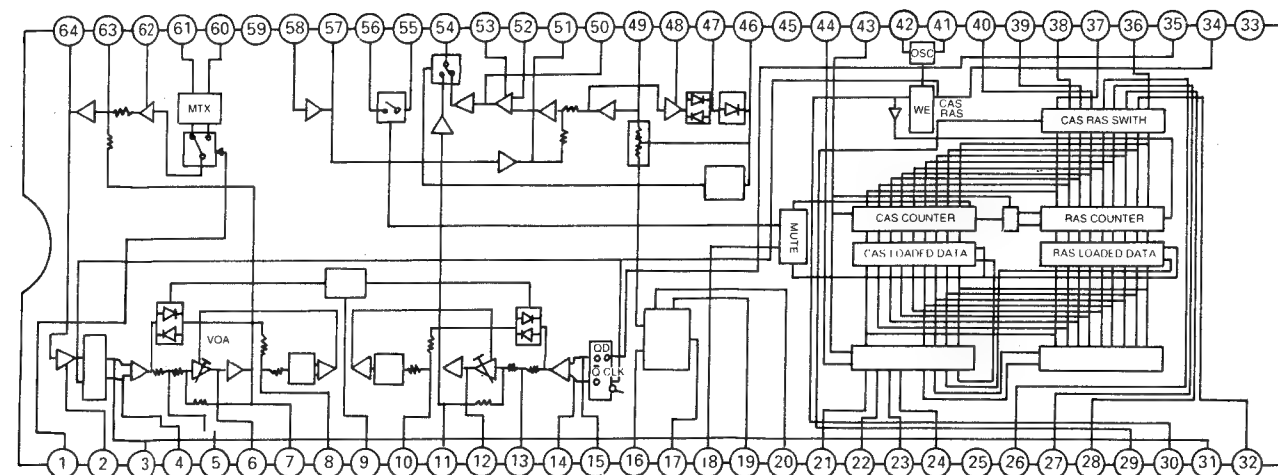 64 63 62 61 60 59 58 57 56 55 54 53 52 51 50 49 48 47 46 45 44 43 42 41 40 39 38 37 36 35 34 33
OSC
MTX
WE
CAS
RAS
CAS RAS SWITH
CAS COUNTER
RAS COUNTER
MUTE
CAS LOADED DATA
RAS LOADED DATA
VOA
QD
Q CLK
1 2 3 4 5 6 7 8 9 10 11 12 13 14 15 16 17 18 19 20 21 22 23 24 25 26 27 28 29 30 31 32